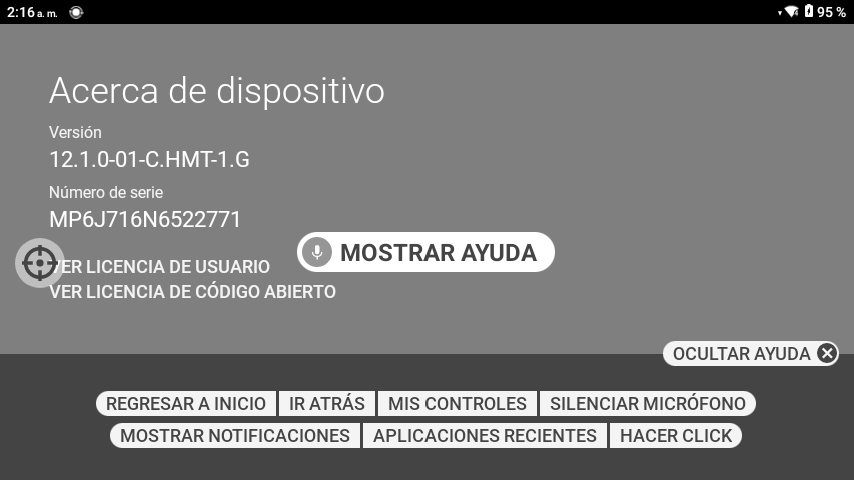 2:16 a. m.
95 %
Acerca de dispositivo
Versión
12.1.0-01-C.HMT-1.G
Número de serie
MP6J716N6522771
MOSTRAR AYUDA
VER LICENCIA DE USUARIO
VER LICENCIA DE CÓDIGO ABIERTO
OCULTAR AYUDA
REGRESAR A INICIO
IR ATRÁS
MIS CONTROLES
SILENCIAR MICRÓFONO
MOSTRAR NOTIFICACIONES
APLICACIONES RECIENTES
HACER CLICK